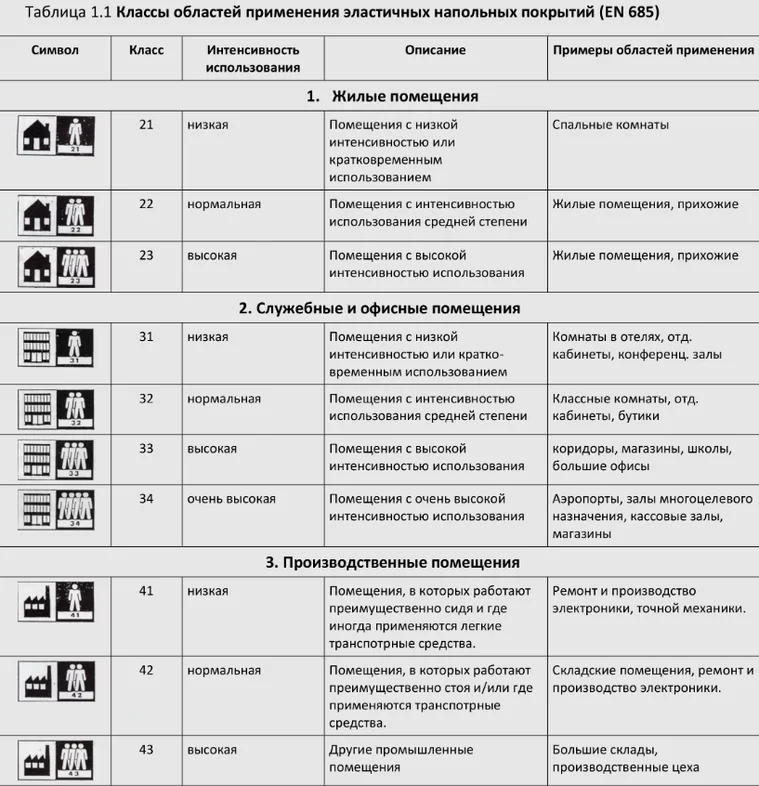 Таблица 1.1 Классы областей применения эластичных напольных покрытий (EN 685)
Символ Класс Интенсивность использования Описание Примеры областей применения
1. Жилые помещения
21 21 низкая Помещения с низкой Спальные комнаты
интенсивностью или
кратковременным
использованием
22 22 нормальная Помещения с интенсивностью Жилые помещения, прихожие
использования средней степени
23 23 высокая Помещения с высокой Жилые помещения, прихожие
интенсивностью использования
2. Служебные и офисные помещения
31 31 низкая Помещения с низкой Комнаты в отелях, отд.
интенсивностью или кратко- кабинеты, конференц. залы
временным использованием
32 32 нормальная Помещения с интенсивностью Классные комнаты, отд.
использования средней степени кабинеты, бутики
33 33 высокая Помещения с высокой коридоры, магазины, школы,
интенсивностью использования большие офисы
34 34 очень высокая Помещения с очень высокой Аэропорты, залы многоцелевого
интенсивностью использования назначения, кассовые залы,
магазины
3. Производственные помещения
41 41 низкая Помещения, в которых работают Ремонт и производство
преимущественно сидя и где электроники, точной механики.
иногда применяются легкие
транспотрные средства.
42 42 нормальная Помещения, в которых работают Складские помещения, ремонт и
преимущественно стоя и/или где производство электроники.
применяются транспотрные
средства.
43 43 высокая Другие промышленные Большие склады,
помещения производственные цеха